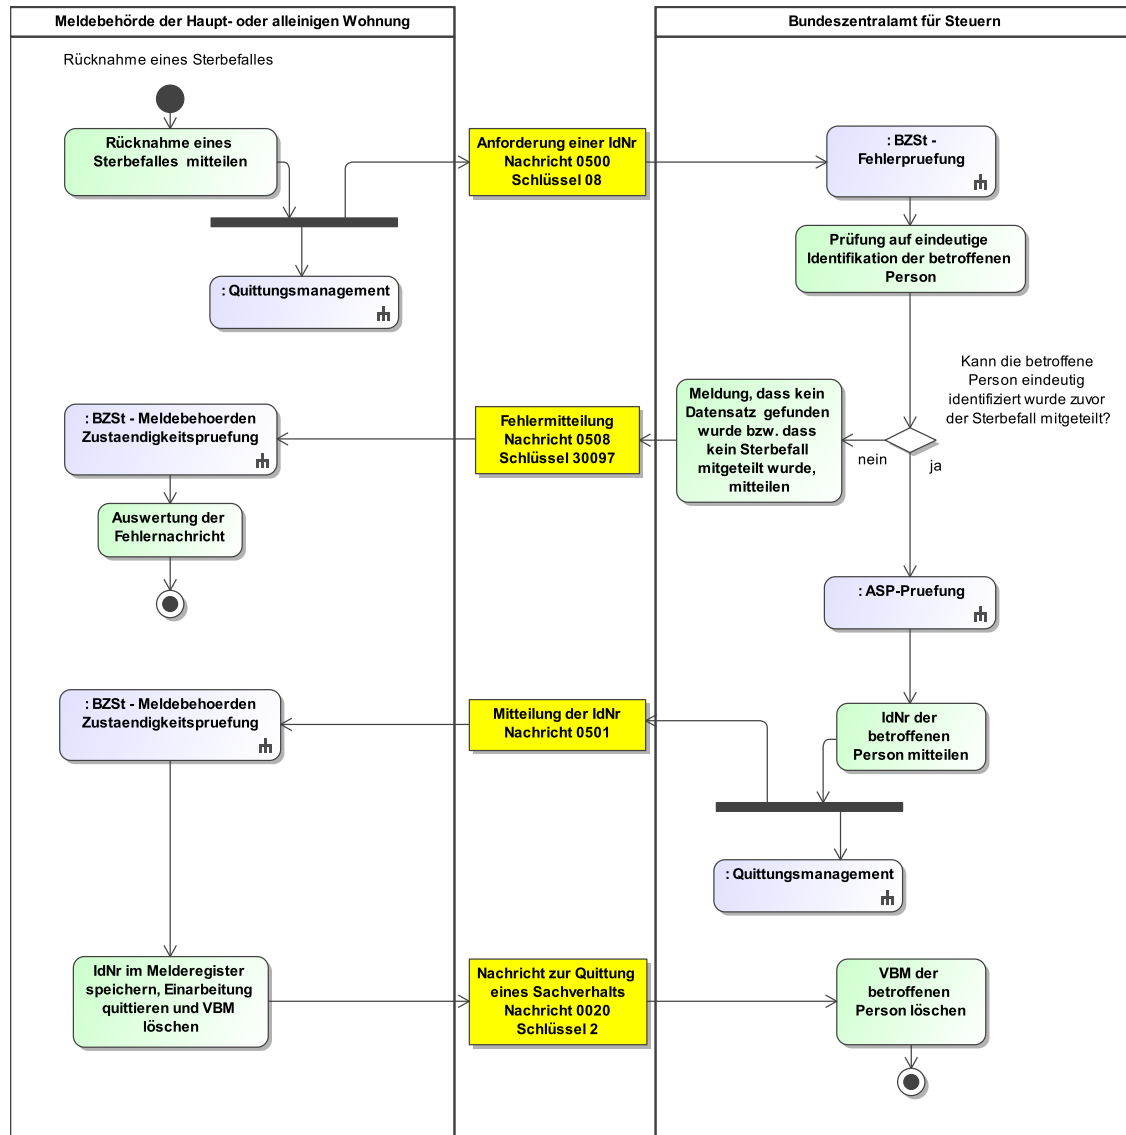 Meldebehörde der Haupt- oder alleinigen Wohnung
Bundeszentralamt für Steuern
Rücknahme eines Sterbefalles
Rücknahme eines
Sterbefalles mitteilen
Anforderung einer IdNr
Nachricht 0500
Schlüssel 08
: BZSt -
Fehlerpruefung
: Quittungsmanagement
Prüfung auf eindeutige
Identifikation der betroffenen
Person
Kann die betroffene
Person eindeutig
identifiziert wurde zuvor
der Sterbefall mitgeteilt?
nein
ja
Meldung, dass kein
Datensatz gefunden
wurde bzw. dass
kein Sterbefall
mitgeteilt wurde,
mitteilen
Fehlermitteilung
Nachricht 0508
Schlüssel 30097
: BZSt - Meldebehoerden
Zustaendigkeitspruefung
Auswertung der
Fehlernachricht
: ASP-Pruefung
IdNr der
betroffenen
Person mitteilen
Mitteilung der IdNr
Nachricht 0501
: BZSt - Meldebehoerden
Zustaendigkeitspruefung
: Quittungsmanagement
IdNr im Melderegister
speichern, Einarbeitung
quittieren und VBM
löschen
Nachricht zur Quittung
eines Sachverhalts
Nachricht 0020
Schlüssel 2
VBM der
betroffenen
Person löschen